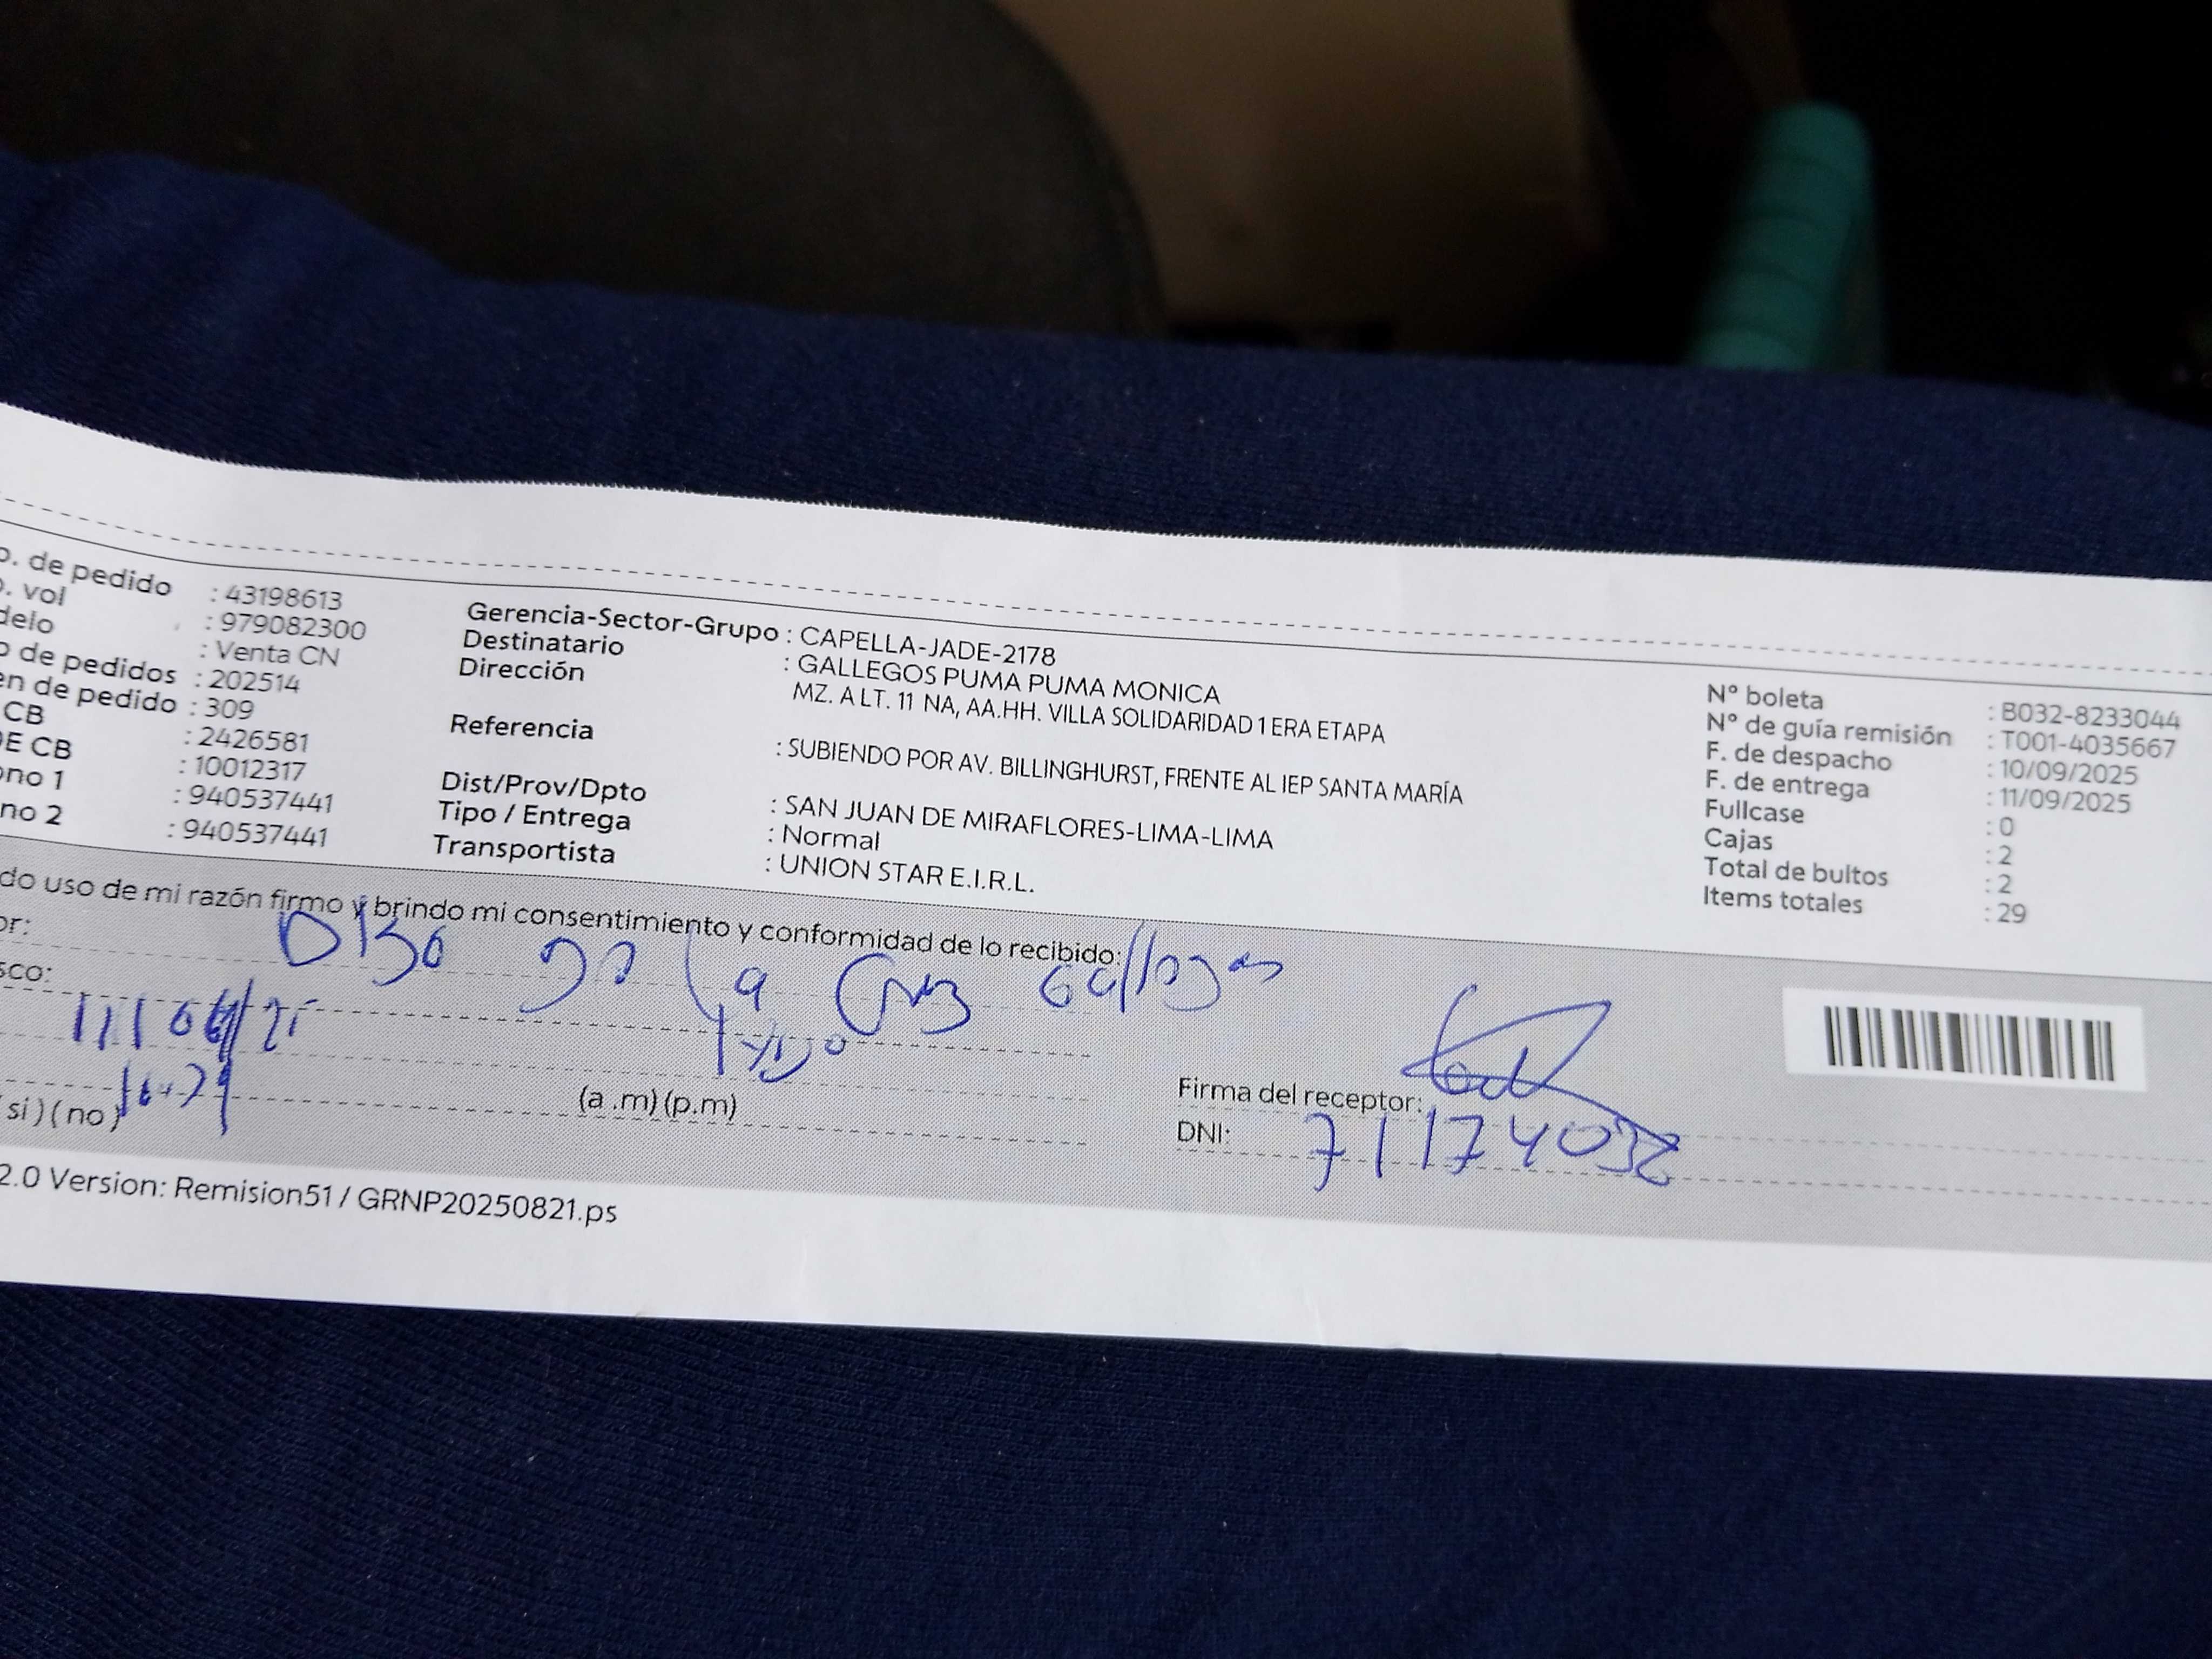 o. de pedido : 43198613
o. vol : 979082300
delo : Venta CN
o de pedidos : 202514
en de pedido : 309
CB : 2426581
DE CB : 10012317
ono 1 : 940537441
no 2 : 940537441
Gerencia-Sector-Grupo : CAPELLA-JADE-2178
Destinatario : GALLEGOS PUMA PUMA MONICA
Dirección MZ. A LT. 11 NA, AA.HH. VILLA SOLIDARIDAD 1 ERA ETAPA
Referencia : SUBIENDO POR AV. BILLINGHURST, FRENTE AL IEP SANTA MARÍA
Dist/Prov/Dpto : SAN JUAN DE MIRAFLORES-LIMA-LIMA
Tipo / Entrega : Normal
Transportista : UNION STAR E.I.R.L.
N° boleta : B032-8233044
N° de guía remisión : T001-4035667
F. de despacho : 10/09/2025
F. de entrega : 11/09/2025
Fullcase : 0
Cajas : 2
Total de bultos : 2
Items totales : 29
do uso de mi razón firmo y brindo mi consentimiento y conformidad de lo recibido:
or: la Cruz Gallegos
sco:
(a .m) (p.m)
si ) ( no )
Firma del receptor:
DNI: 71174038
2.0 Version: Remision51 / GRNP20250821.ps